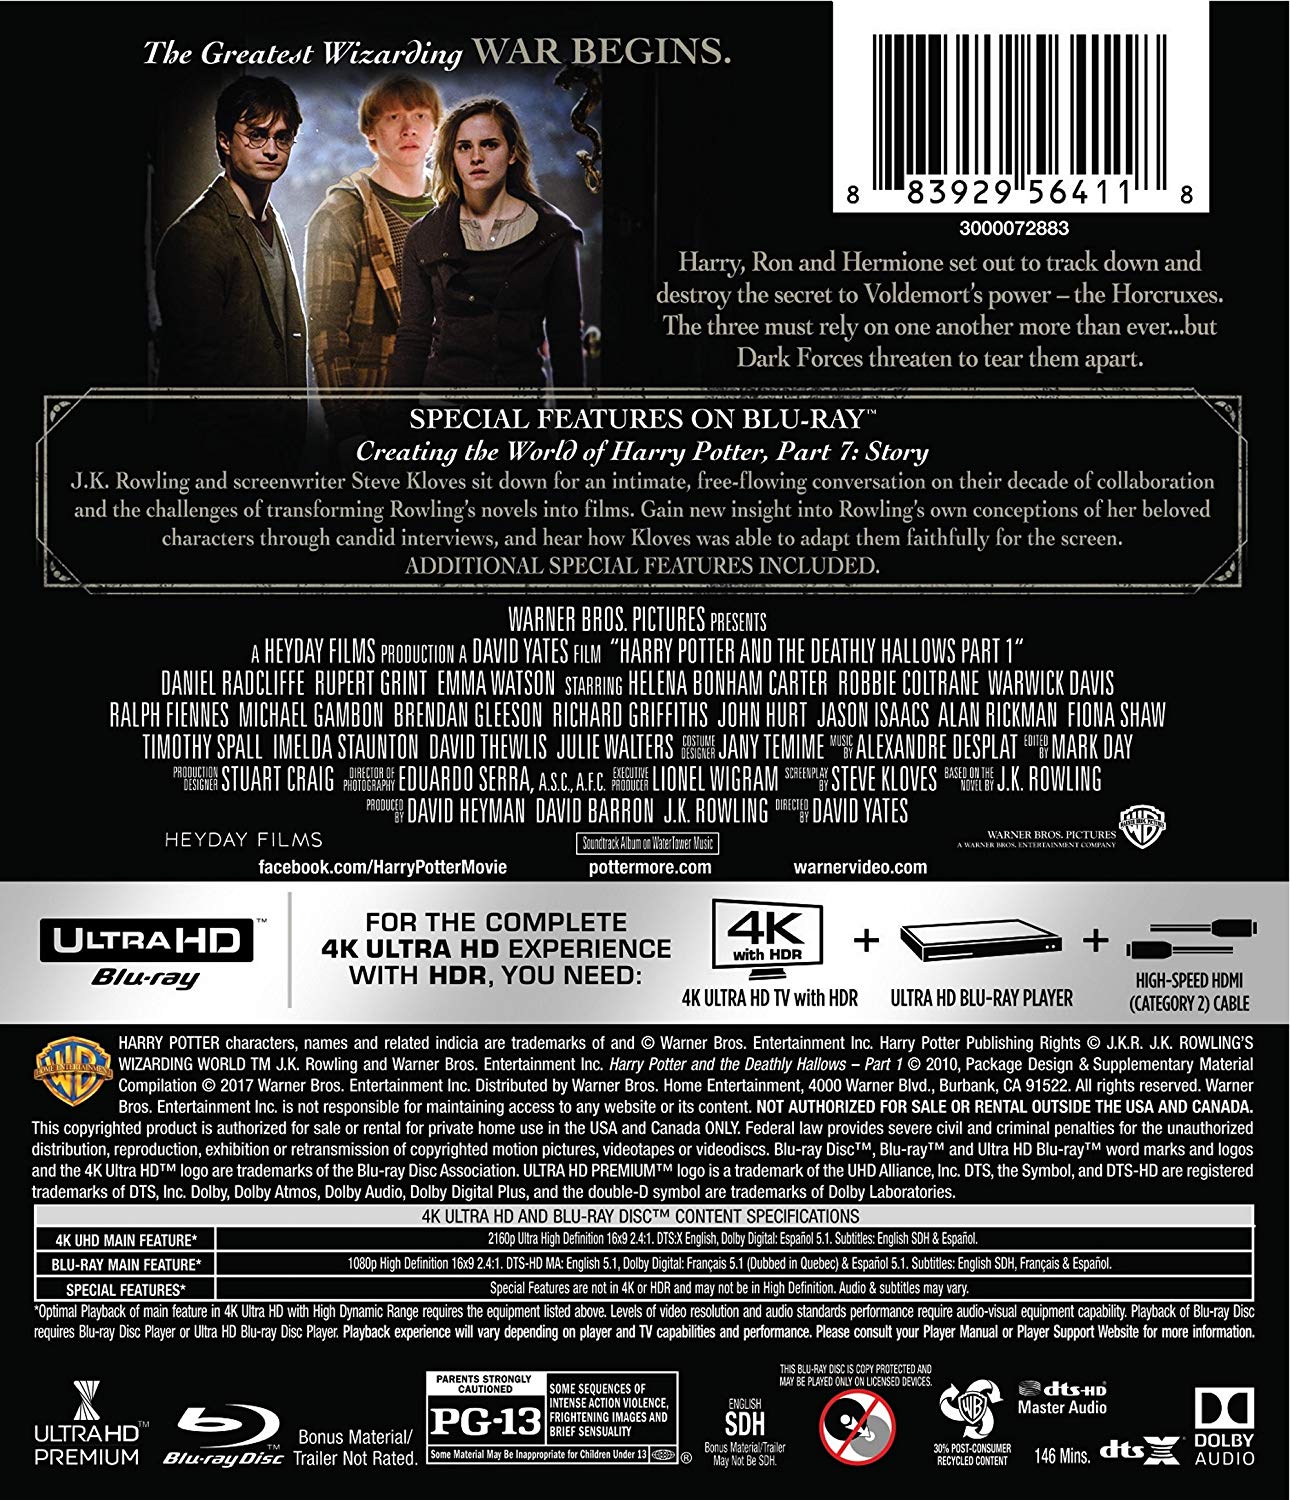 The Greatest Wizarding WAR BEGINS.
8 83929 56411 8
3000072883
Harry, Ron and Hermione set out to track down and
destroy the secret to Voldemort's power – the Horcruxes.
The three must rely on one another more than ever...but
Dark Forces threaten to tear them apart.
SPECIAL FEATURES ON BLU-RAY™
Creating the World of Harry Potter, Part 7: Story
J.K. Rowling and screenwriter Steve Kloves sit down for an intimate, free-flowing conversation on their decade of collaboration
and the challenges of transforming Rowling's novels into films. Gain new insight into Rowling's own conceptions of her beloved
characters through candid interviews, and hear how Kloves was able to adapt them faithfully for the screen.
ADDITIONAL SPECIAL FEATURES INCLUDED.
WARNER BROS. PICTURES PRESENTS
A HEYDAY FILMS PRODUCTION A DAVID YATES FILM "HARRY POTTER AND THE DEATHLY HALLOWS PART 1"
DANIEL RADCLIFFE RUPERT GRINT EMMA WATSON STARRING HELENA BONHAM CARTER ROBBIE COLTRANE WARWICK DAVIS
RALPH FIENNES MICHAEL GAMBON BRENDAN GLEESON RICHARD GRIFFITHS JOHN HURT JASON ISAACS ALAN RICKMAN FIONA SHAW
TIMOTHY SPALL IMELDA STAUNTON DAVID THEWLIS JULIE WALTERS COSTUME DESIGNER JANY TEMIME MUSIC BY ALEXANDRE DESPLAT EDITED BY MARK DAY
PRODUCTION DESIGNER STUART CRAIG DIRECTOR OF PHOTOGRAPHY EDUARDO SERRA, A.S.C., A.F.C. EXECUTIVE PRODUCER LIONEL WIGRAM SCREENPLAY BY STEVE KLOVES BASED ON THE NOVEL BY J.K. ROWLING
PRODUCED BY DAVID HEYMAN DAVID BARRON J.K. ROWLING DIRECTED BY DAVID YATES
HEYDAY FILMS
Soundtrack Album on WaterTower Music
WARNER BROS. PICTURES
A WARNER BROS. ENTERTAINMENT COMPANY
WARNER BROS. PICTURES
facebook.com/HarryPotterMovie
pottermore.com
warnervideo.com
ULTRA HD™
Blu-ray
FOR THE COMPLETE
4K ULTRA HD EXPERIENCE
WITH HDR, YOU NEED:
4K
with HDR
+
+
4K ULTRA HD TV with HDR
ULTRA HD BLU-RAY PLAYER
HIGH-SPEED HDMI
(CATEGORY 2) CABLE
WB
HOME ENTERTAINMENT
HARRY POTTER characters, names and related indicia are trademarks of and © Warner Bros. Entertainment Inc. Harry Potter Publishing Rights © J.K.R. J.K. ROWLING'S
WIZARDING WORLD TM J.K. Rowling and Warner Bros. Entertainment Inc. Harry Potter and the Deathly Hallows – Part 1 © 2010, Package Design & Supplementary Material
Compilation © 2017 Warner Bros. Entertainment Inc. Distributed by Warner Bros. Home Entertainment, 4000 Warner Blvd., Burbank, CA 91522. All rights reserved. Warner
Bros. Entertainment Inc. is not responsible for maintaining access to any website or its content. NOT AUTHORIZED FOR SALE OR RENTAL OUTSIDE THE USA AND CANADA.
This copyrighted product is authorized for sale or rental for private home use in the USA and Canada ONLY. Federal law provides severe civil and criminal penalties for the unauthorized
distribution, reproduction, exhibition or retransmission of copyrighted motion pictures, videotapes or videodiscs. Blu-ray Disc™, Blu-ray™ and Ultra HD Blu-ray™ word marks and logos
and the 4K Ultra HD™ logo are trademarks of the Blu-ray Disc Association. ULTRA HD PREMIUM™ logo is a trademark of the UHD Alliance, Inc. DTS, the Symbol, and DTS-HD are registered
trademarks of DTS, Inc. Dolby, Dolby Atmos, Dolby Audio, Dolby Digital Plus, and the double-D symbol are trademarks of Dolby Laboratories.
4K ULTRA HD AND BLU-RAY DISC™ CONTENT SPECIFICATIONS
4K UHD MAIN FEATURE* 2160p Ultra High Definition 16x9 2.4:1. DTS:X English, Dolby Digital: Español 5.1. Subtitles: English SDH & Español.
BLU-RAY MAIN FEATURE* 1080p High Definition 16x9 2.4:1. DTS-HD MA: English 5.1, Dolby Digital: Français 5.1 (Dubbed in Quebec) & Español 5.1. Subtitles: English SDH, Français & Español.
SPECIAL FEATURES* Special Features are not in 4K or HDR and may not be in High Definition. Audio & subtitles may vary.
*Optimal Playback of main feature in 4K Ultra HD with High Dynamic Range requires the equipment listed above. Levels of video resolution and audio standards performance require audio-visual equipment capability. Playback of Blu-ray Disc
requires Blu-ray Disc Player or Ultra HD Blu-ray Disc Player. Playback experience will vary depending on player and TV capabilities and performance. Please consult your Player Manual or Player Support Website for more information.
ULTRA HD™
PREMIUM
Blu-ray Disc™
Bonus Material/
Trailer Not Rated.
PARENTS STRONGLY
CAUTIONED
PG-13
SOME SEQUENCES OF
INTENSE ACTION VIOLENCE,
FRIGHTENING IMAGES AND
BRIEF SENSUALITY
Some Material May Be Inappropriate for Children Under 13
®
ENGLISH
SDH
Bonus Material/Trailer
May Not Be SDH.
THIS BLU-RAY DISC IS COPY PROTECTED AND
MAY BE PLAYED ONLY ON LICENSED DEVICES.
WB
30% POST-CONSUMER
RECYCLED CONTENT
dts-HD
Master Audio
146 Mins.
dts X
DOLBY
AUDIO